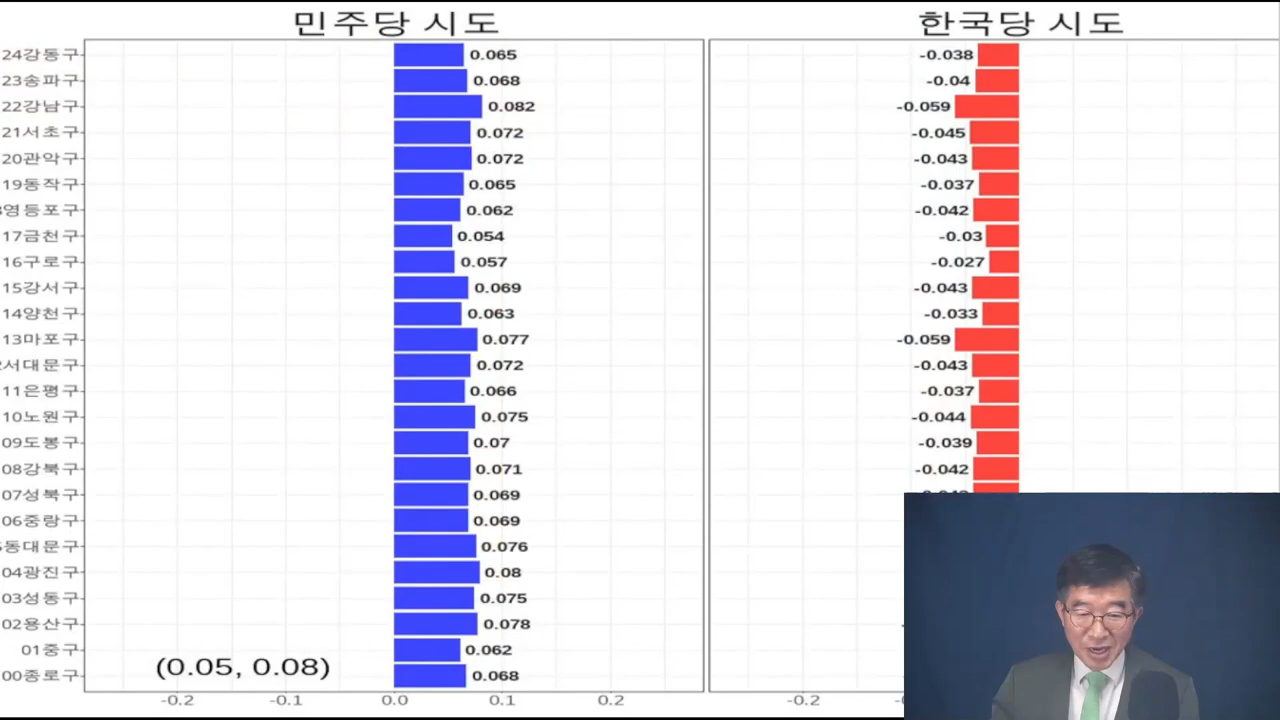 민주당 시도
한국당 시도
24강동구 0.065 -0.038
23송파구 0.068 -0.04
22강남구 0.082 -0.059
21서초구 0.072 -0.045
20관악구 0.072 -0.043
19동작구 0.065 -0.037
영등포구 0.062 -0.042
17금천구 0.054 -0.03
16구로구 0.057 -0.027
15강서구 0.069 -0.043
14양천구 0.063 -0.033
13마포구 0.077 -0.059
서대문구 0.072 -0.043
11은평구 0.066 -0.037
10노원구 0.075 -0.044
09도봉구 0.07 -0.039
08강북구 0.071 -0.042
07성북구 0.069
06중랑구 0.069
동대문구 0.076
04광진구 0.08
03성동구 0.075
02용산구 0.078
01중구 0.062
00종로구 0.068
(0.05, 0.08)
-0.2 -0.1 0.0 0.1 0.2 -0.2